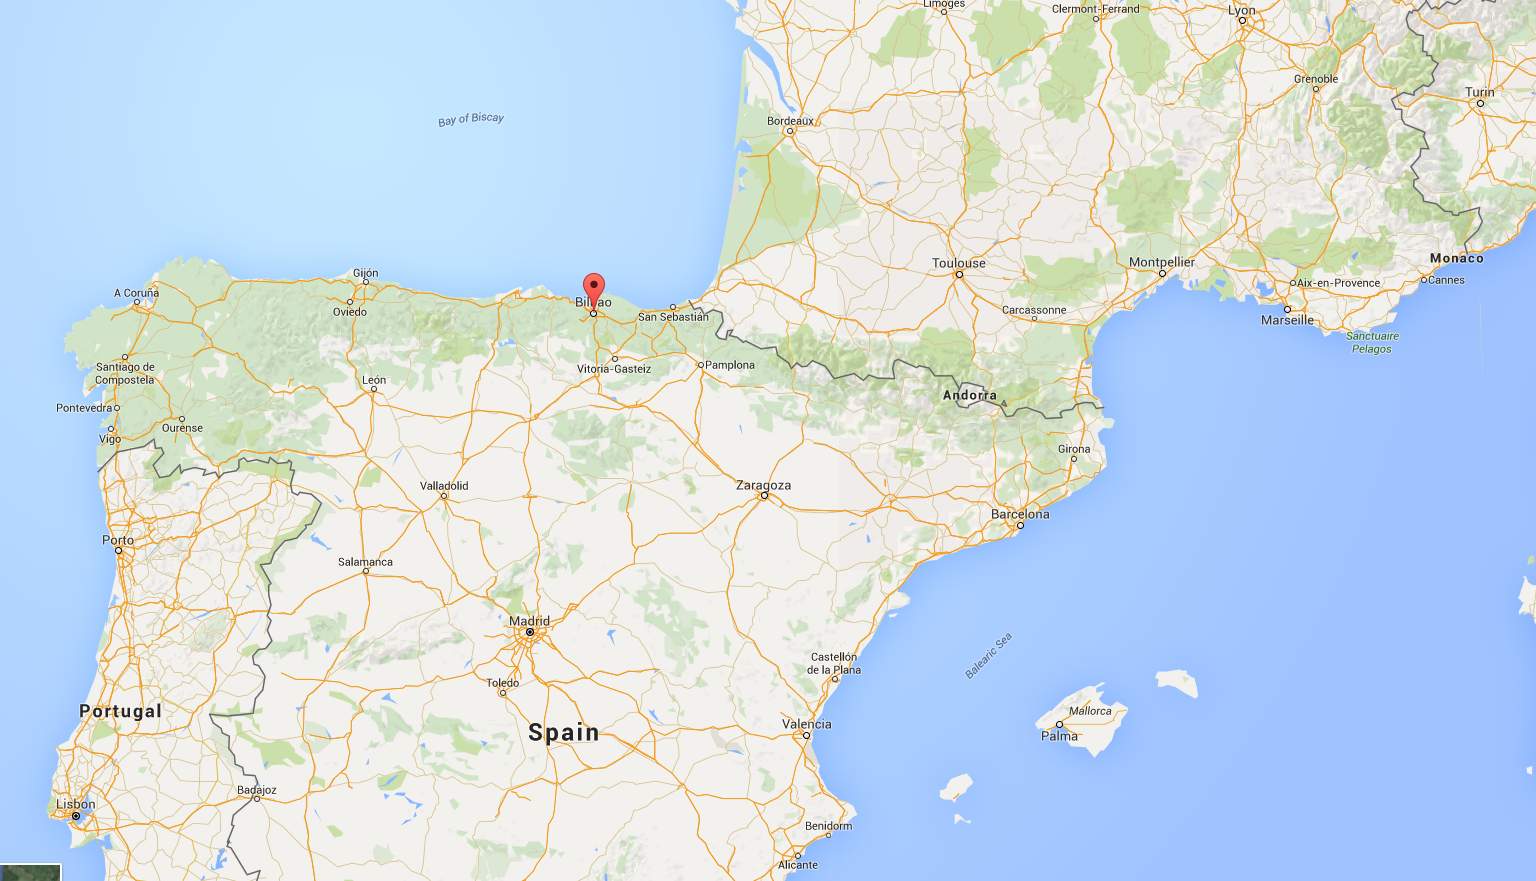 Limoges
Clermont-Ferrand
Lyon
Grenoble
Turin
Bay of Biscay
Bordeaux
Monaco
Toulouse
Montpellier
Gijón
A Coruña
Oviedo
Bilbao
San Sebastián
Aix-en-Provence
Cannes
Carcassonne
Marseille
Sanctuaire
Pelagos
Santiago de
Compostela
Vitoria-Gasteiz
Pamplona
León
Andorra
Pontevedra
Ourense
Vigo
Girona
Valladolid
Zaragoza
Barcelona
Porto
Salamanca
Madrid
Balearic Sea
Castellón
de la Plana
Toledo
Portugal
Mallorca
Spain
Valencia
Palma
Badajoz
Lisbon
Benidorm
Alicante